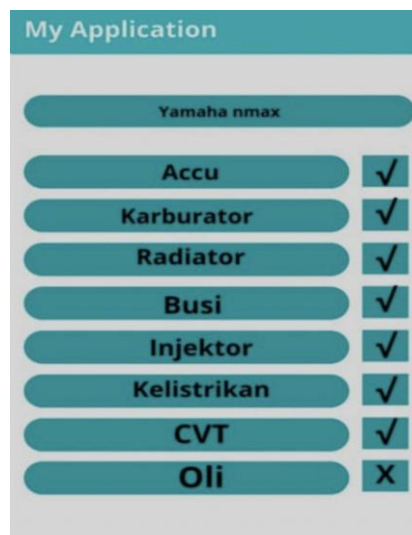 My Application
Yamaha nmax
Accu √
Karburator √
Radiator √
Busi √
Injektor √
Kelistrikan √
CVT √
Oli X